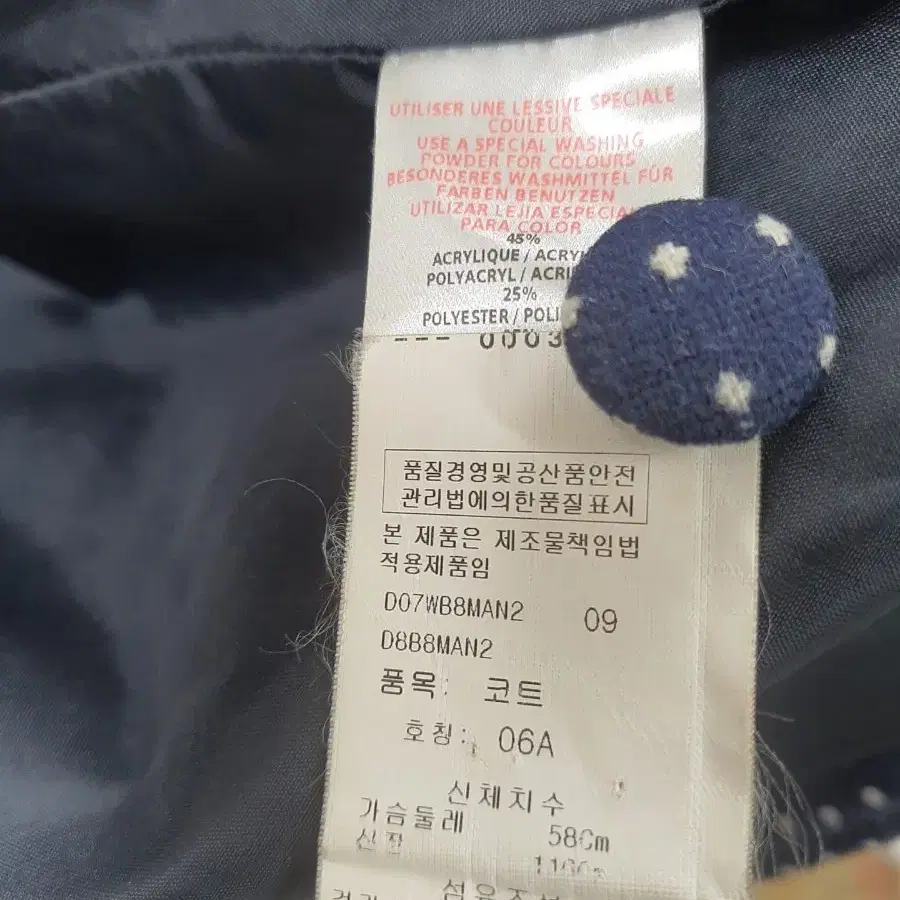 UTILISER UNE LESSIVE SPECIALE
COULEUR
USE A SPECIAL WASHING
POWDER FOR COLOURS
BESONDERES WASHMITTEL FÜR
FARBEN BENUTZEN
UTILIZAR LEJIA
PARA COLOR
45%
ACRYLIQUE /
POLYACRYL /
25%
POLYESTER /
품질경영및공산품안전
관리법에의한품질표시
본 제품은 제조물책임법
적용제품임
D07WB8MAN2 09
D8B8MAN2
품목: 코트
호칭: 06A
신체치수
가슴둘레 58Cm
신장